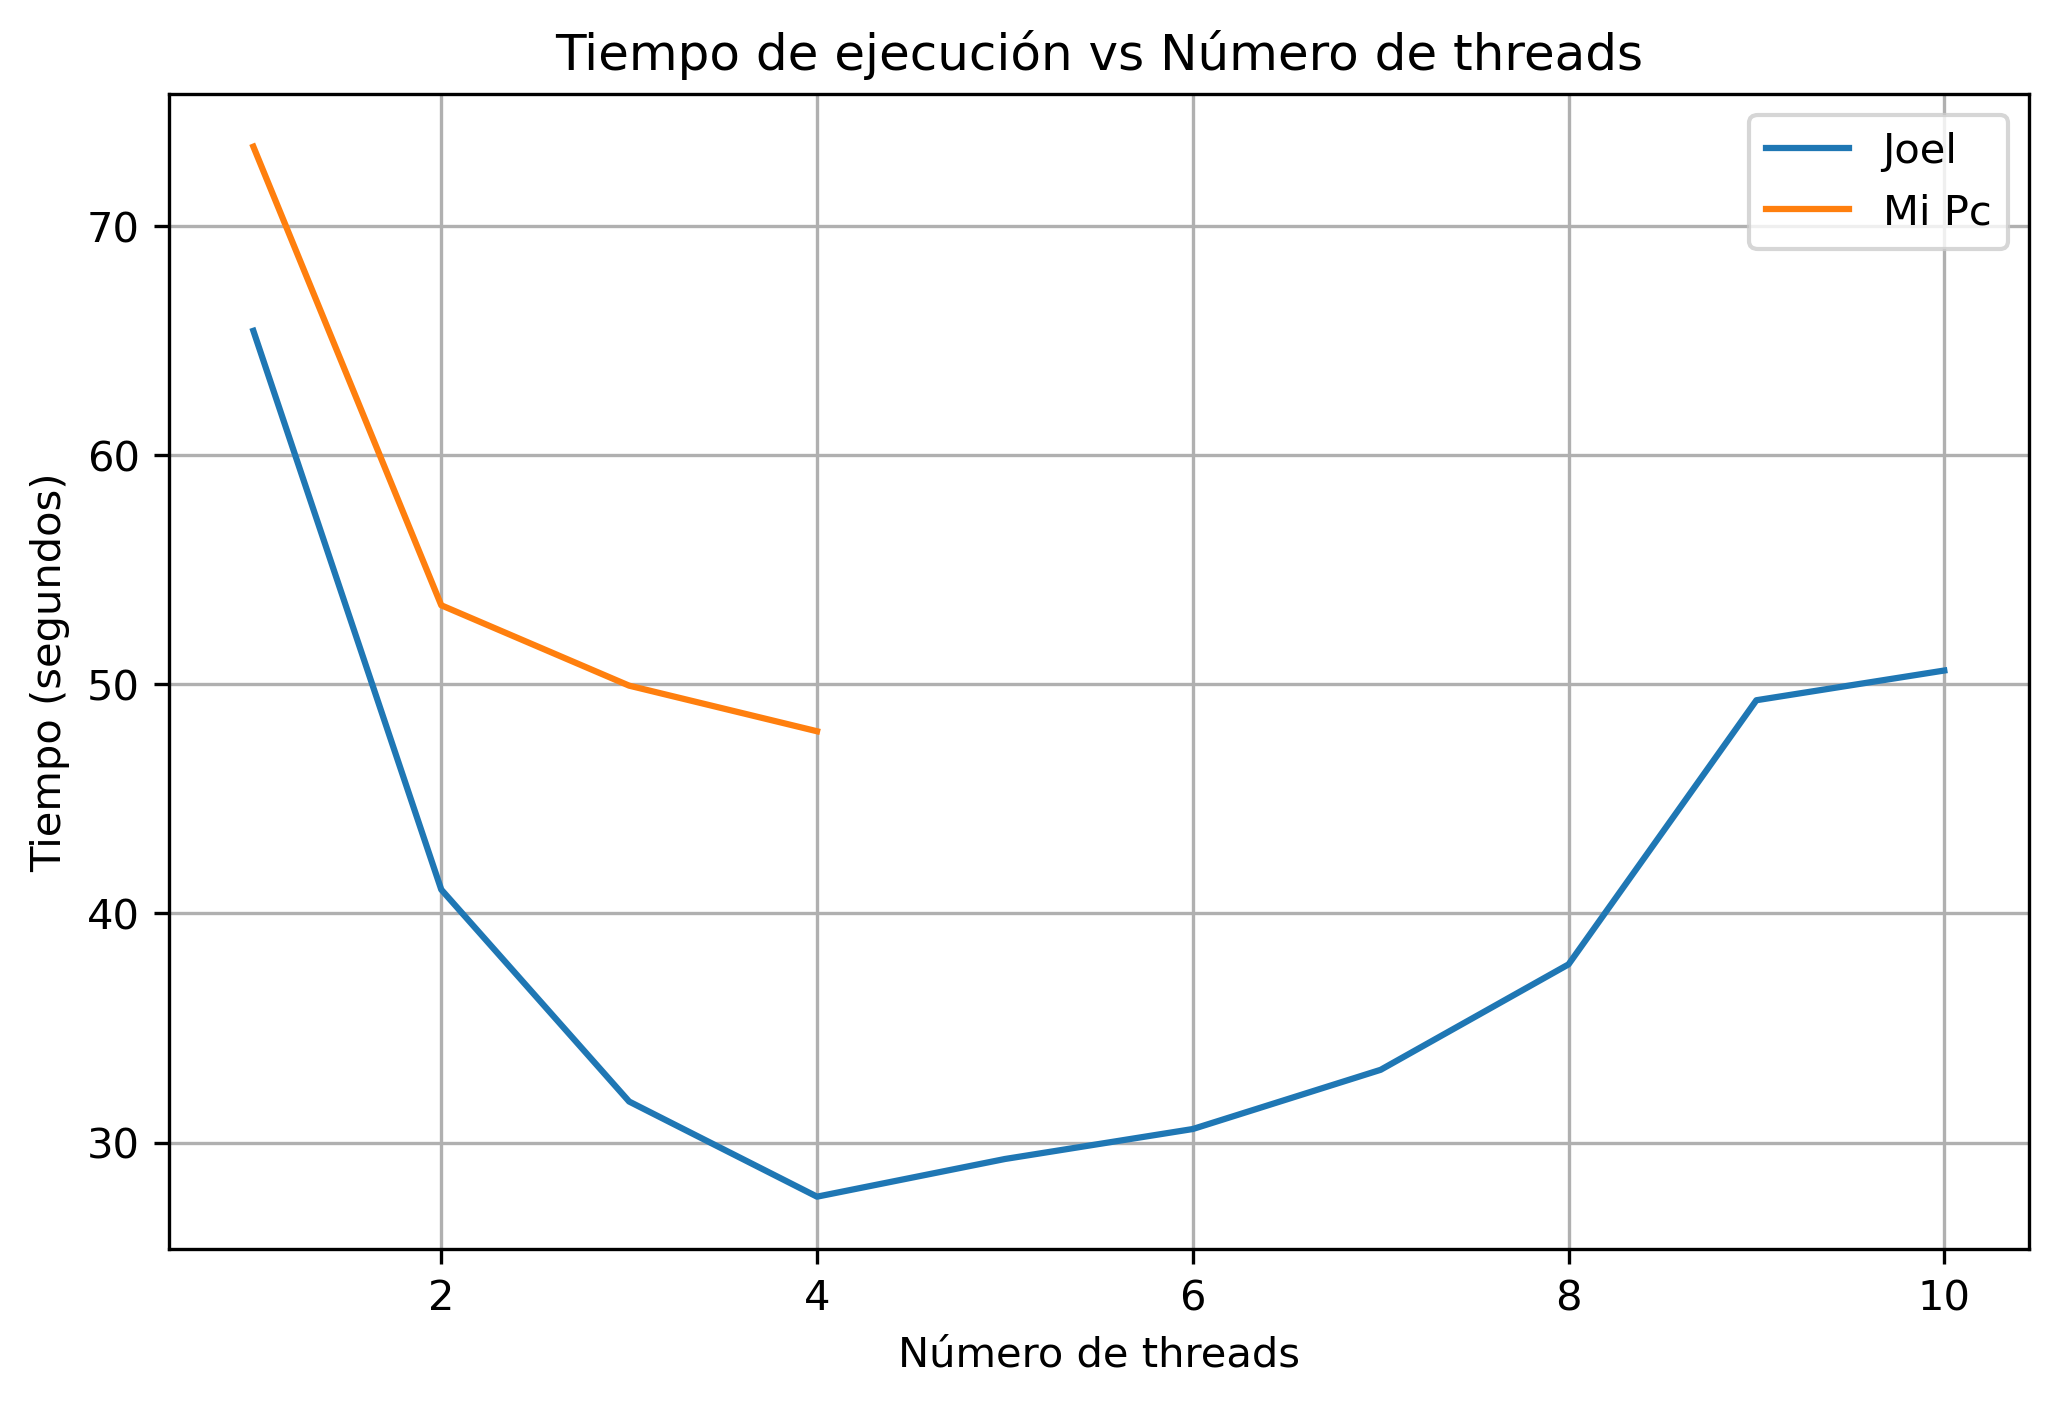 Tiempo de ejecución vs Número de threads
Joel
Mi Pc
Tiempo (segundos)
70
60
50
40
30
2 4 6 8 10
Número de threads